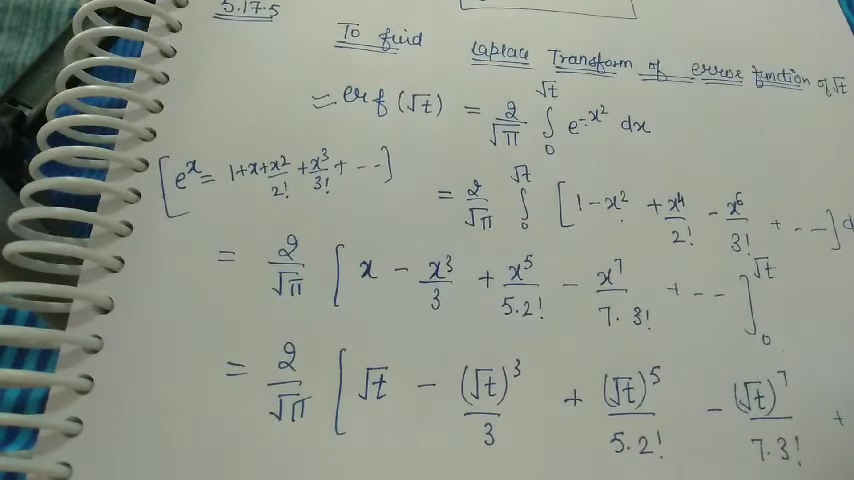 5.17.5
To find Laplace Transform of error function of √t
= erf (√t) = 2/√π ∫₀^√t e^-x² dx
[e^x = 1+x+x²/2! + x³/3! + --]
= 2/√π ∫₀^√t [1 - x² + x⁴/2! - x⁶/3! + --] d
= 2/√π [x - x³/3 + x⁵/5.2! - x⁷/7.3! + --]₀^√t
= 2/√π [√t - (√t)³/3 + (√t)⁵/5.2! - (√t)⁷/7.3! +